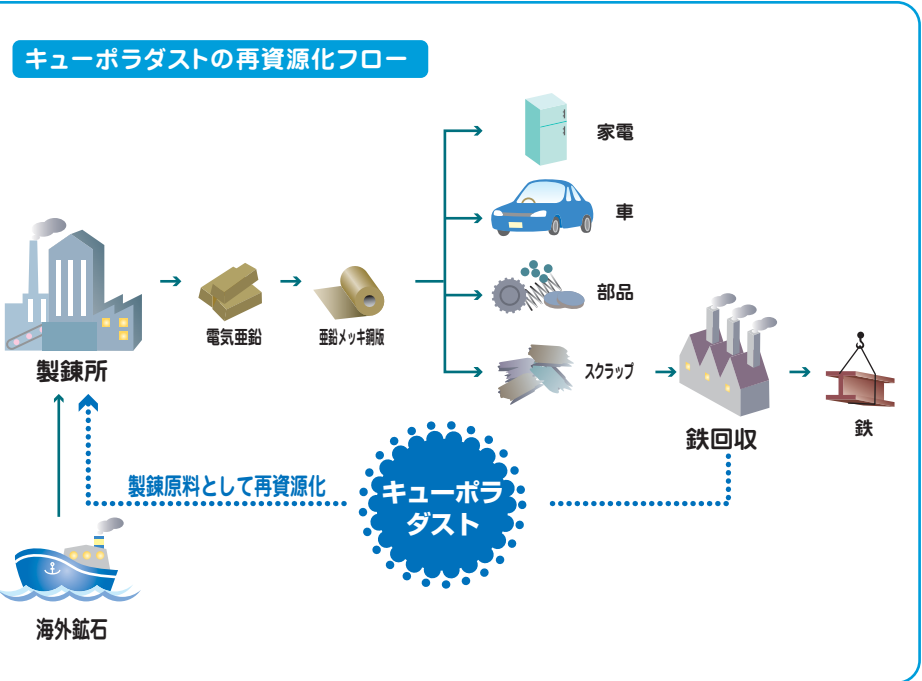 キューポラダストの再資源化フロー
家電
車
部品
スクラップ
製錬所
電気亜鉛
亜鉛メッキ鋼版
鉄回収
鉄
製錬原料として再資源化
キューポラ
ダスト
海外鉱石